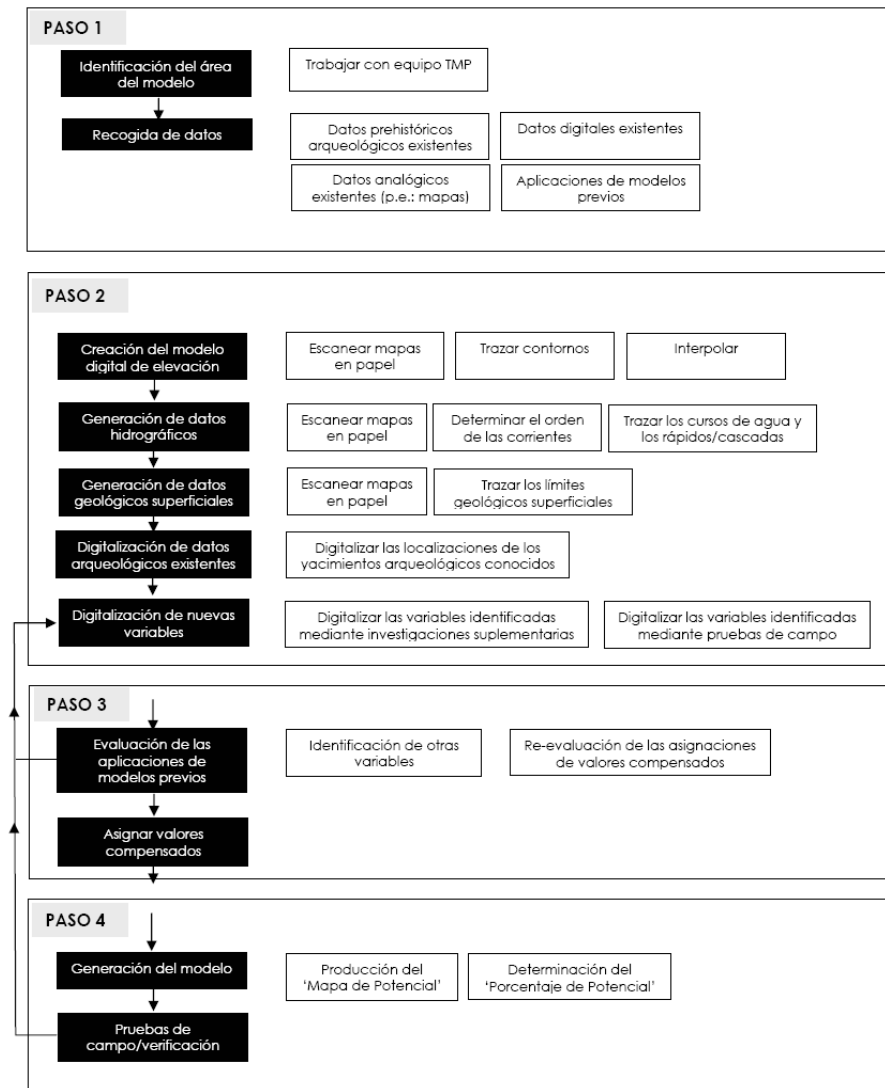 PASO 1
Identificación del área
del modelo
Trabajar con equipo TMP
Recogida de datos
Datos prehistóricos
arqueológicos existentes
Datos digitales existentes
Datos analógicos
existentes (p.e.: mapas)
Aplicaciones de modelos
previos
PASO 2
Creación del modelo
digital de elevación
Escanear mapas
en papel
Trazar contornos
Interpolar
Generación de datos
hidrográficos
Escanear mapas
en papel
Determinar el orden
de las corrientes
Trazar los cursos de agua y
los rápidos/cascadas
Generación de datos
geológicos superficiales
Escanear mapas
en papel
Trazar los límites
geológicos superficiales
Digitalización de datos
arqueológicos existentes
Digitalizar las localizaciones de los
yacimientos arqueológicos conocidos
Digitalización de nuevas
variables
Digitalizar las variables identificadas
mediante investigaciones suplementarias
Digitalizar las variables identificadas
mediante pruebas de campo
PASO 3
Evaluación de las
aplicaciones de
modelos previos
Identificación de otras
variables
Re-evaluación de las asignaciones
de valores compensados
Asignar valores
compensados
PASO 4
Generación del modelo
Producción del
‘Mapa de Potencial’
Determinación del
‘Porcentaje de Potencial’
Pruebas de
campo/verificación